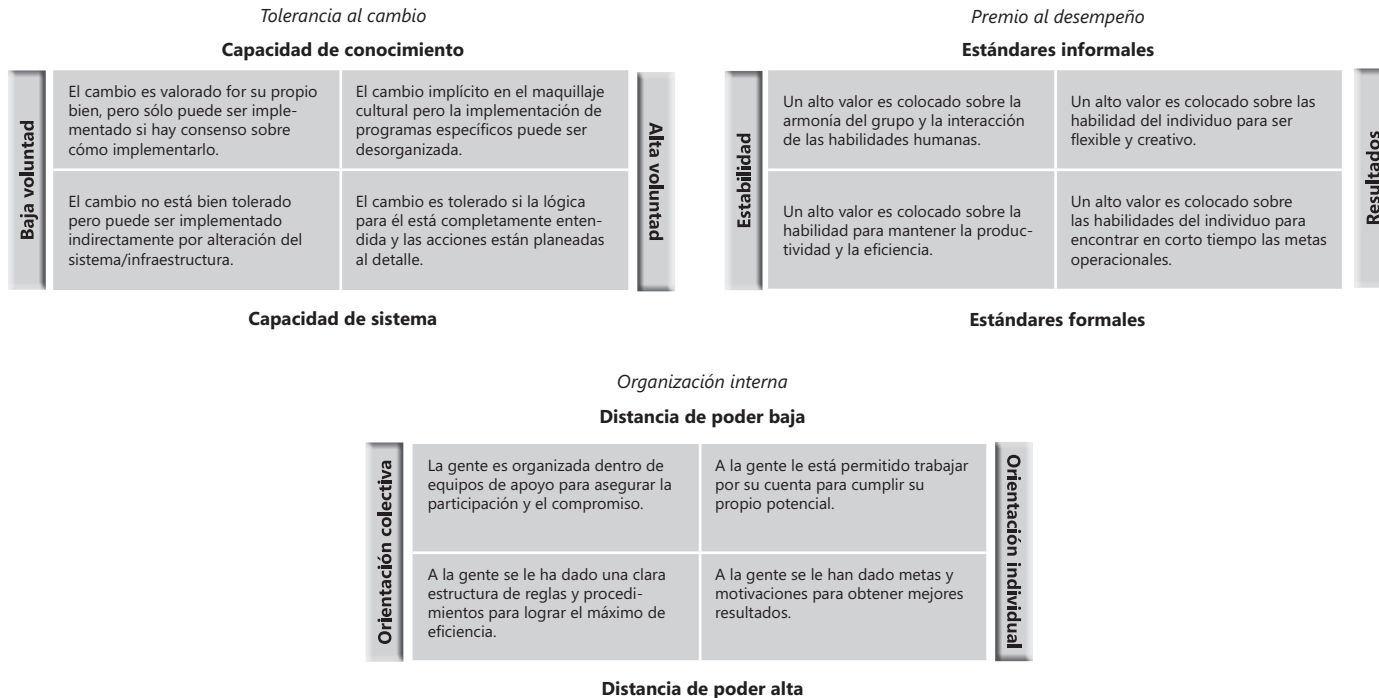 Tolerancia al cambio
Capacidad de conocimiento
Baja voluntad
El cambio es valorado for su propio
bien, pero sólo puede ser imple-
mentado si hay consenso sobre
cómo implementarlo.
El cambio implícito en el maquillaje
cultural pero la implementación de
programas específicos puede ser
desorganizada.
El cambio no está bien tolerado
pero puede ser implementado
indirectamente por alteración del
sistema/infraestructura.
El cambio es tolerado si la lógica
para él está completamente enten-
dida y las acciones están planeadas
al detalle.
Alta voluntad
Capacidad de sistema
Premio al desempeño
Estándares informales
Estabilidad
Un alto valor es colocado sobre la
armonía del grupo y la interacción
de las habilidades humanas.
Un alto valor es colocado sobre las
habilidad del individuo para ser
flexible y creativo.
Un alto valor es colocado sobre la
habilidad para mantener la produc-
tividad y la eficiencia.
Un alto valor es colocado sobre
las habilidades del individuo para
encontrar en corto tiempo las metas
operacionales.
Resultados
Estándares formales
Organización interna
Distancia de poder baja
Orientación colectiva
La gente es organizada dentro de
equipos de apoyo para asegurar la
participación y el compromiso.
A la gente le está permitido trabajar
por su cuenta para cumplir su
propio potencial.
A la gente se le ha dado una clara
estructura de reglas y procedi-
mientos para lograr el máximo de
eficiencia.
A la gente se le han dado metas y
motivaciones para obtener mejores
resultados.
Orientación individual
Distancia de poder alta